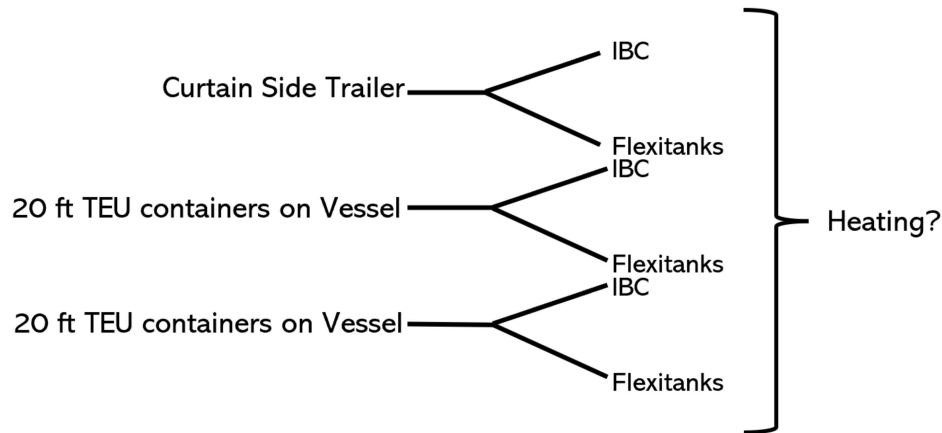 IBC
Curtain Side Trailer
Flexitanks
IBC
20 ft TEU containers on Vessel
Flexitanks
Heating?
IBC
20 ft TEU containers on Vessel
Flexitanks